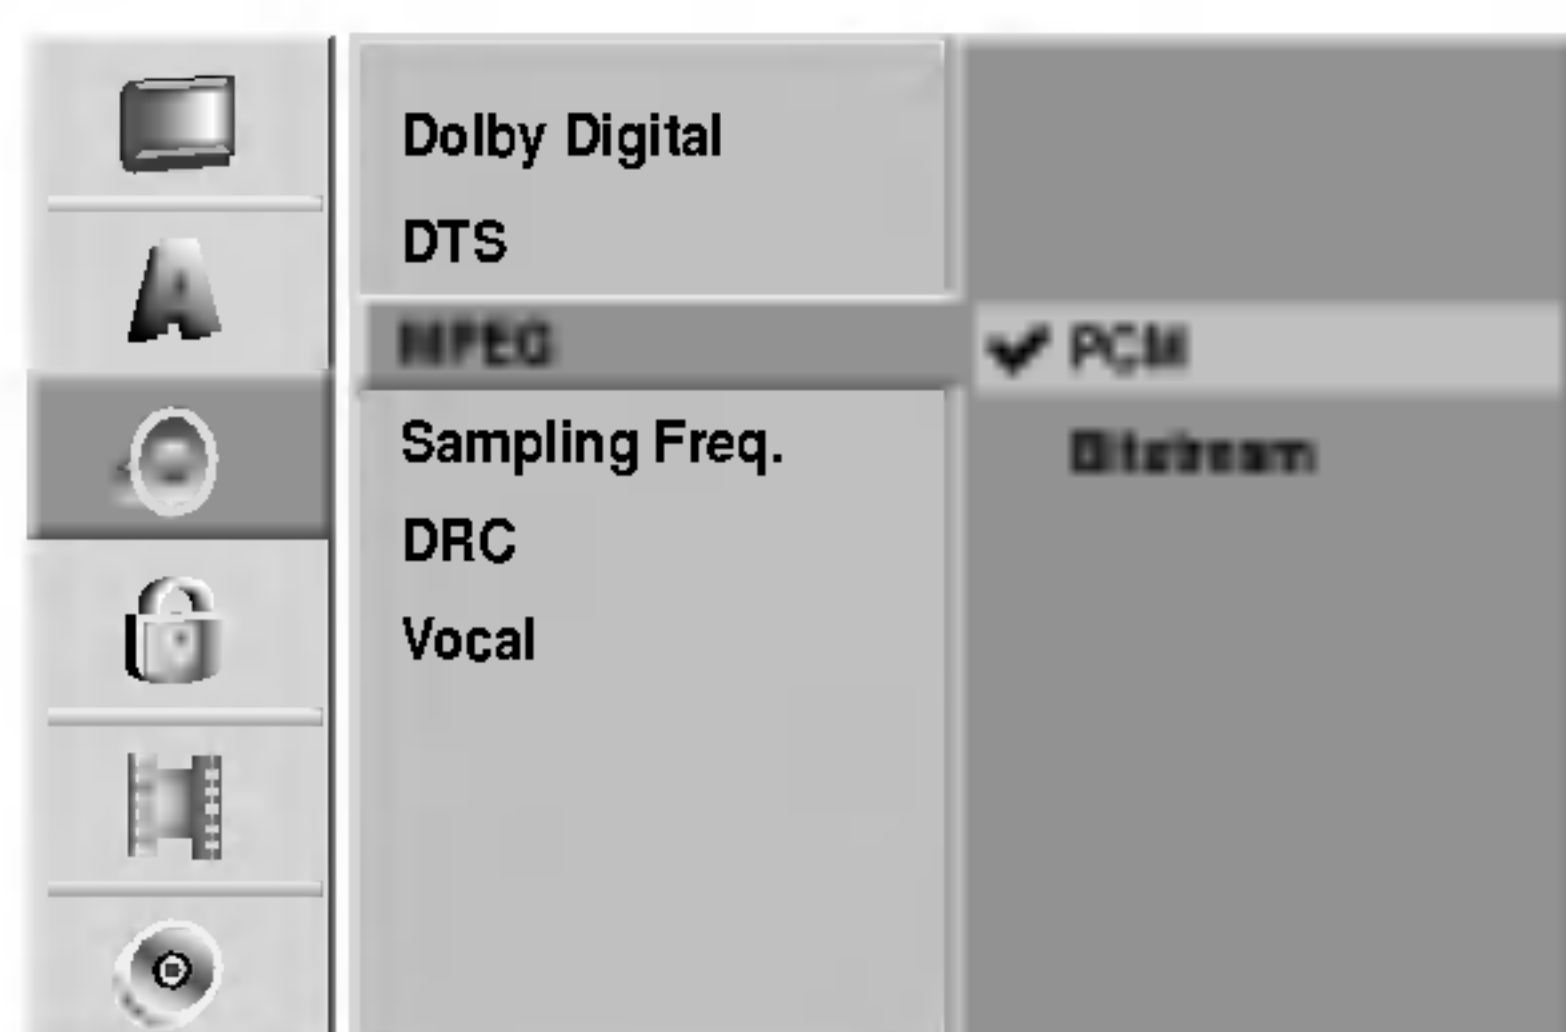 Dolby Digital
DTS
MPEG
PCM
Sampling Freq.
Bitstream
DRC
Vocal